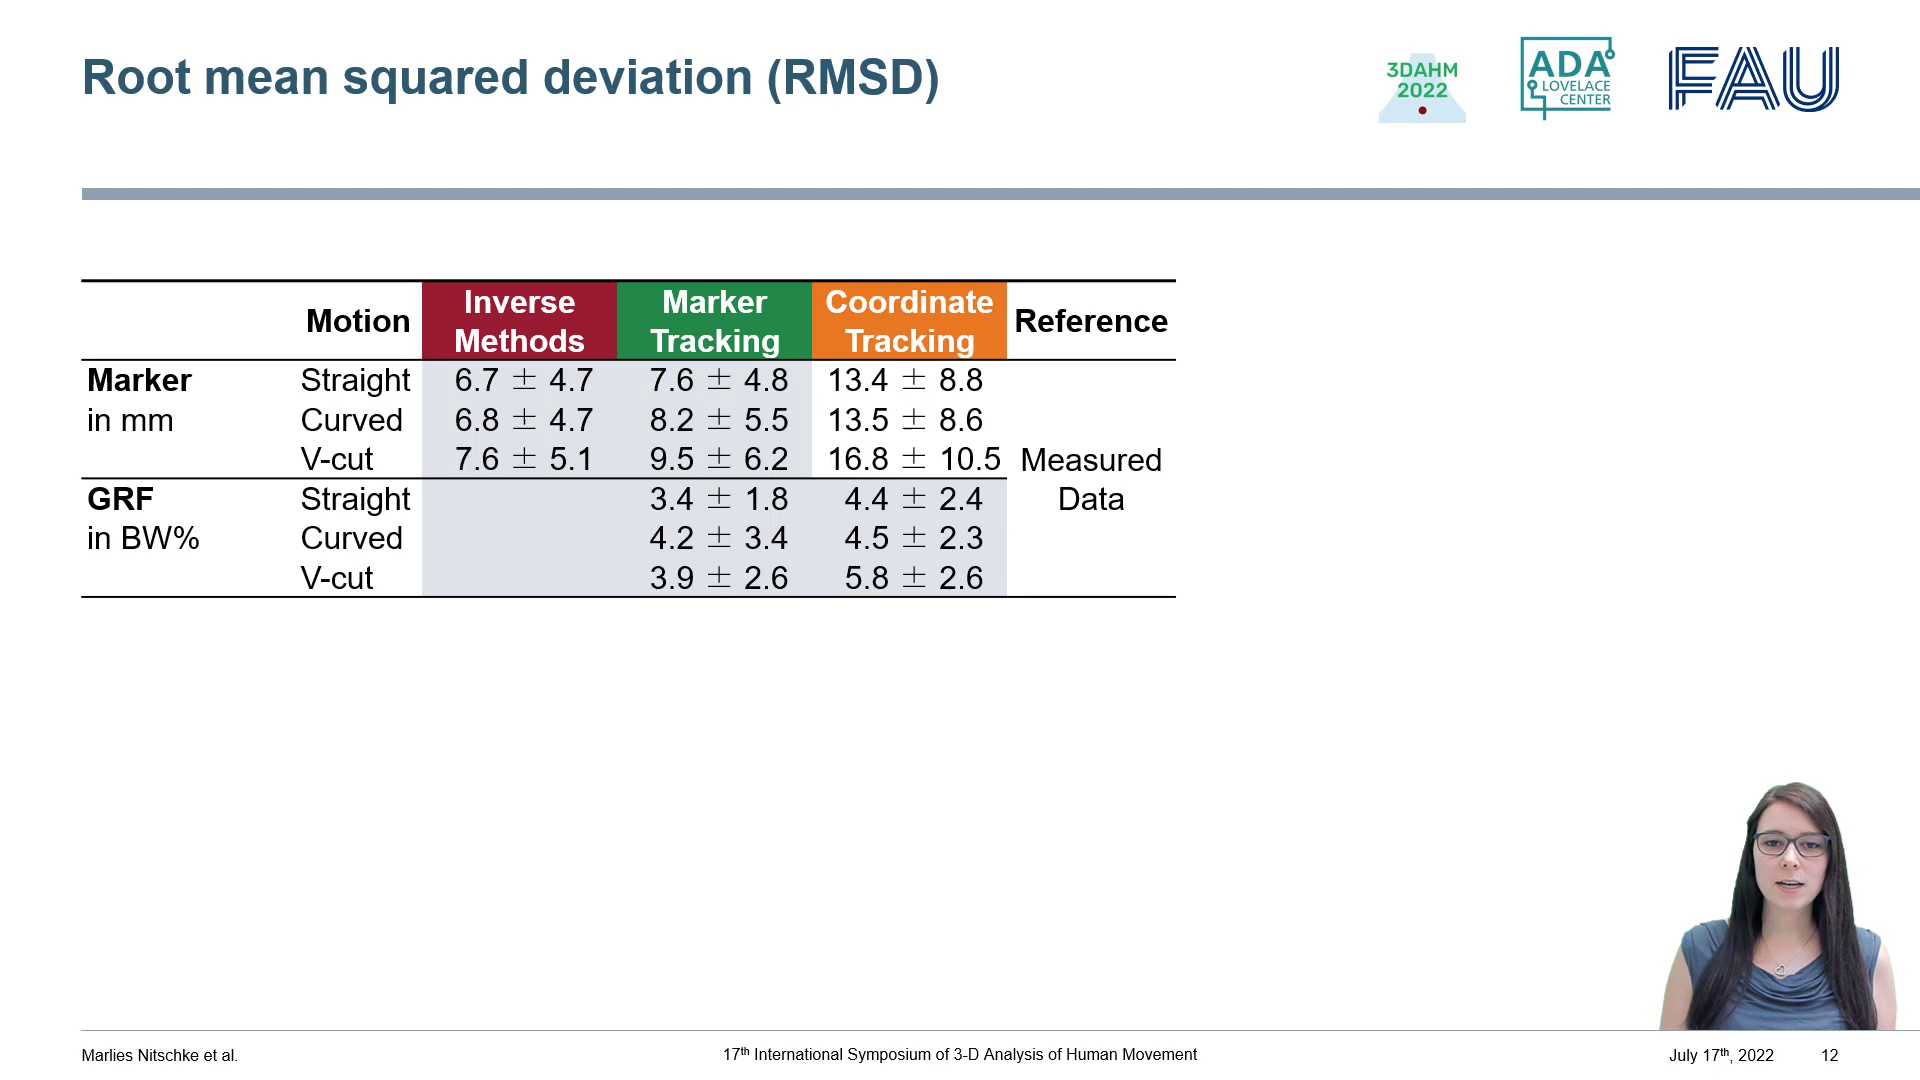 Root mean squared deviation (RMSD)
3DAHM
2022
ADA
LOVELACE
CENTER
FAU
Motion Inverse Methods Marker Tracking Coordinate Tracking Reference
Marker Straight 6.7 ± 4.7 7.6 ± 4.8 13.4 ± 8.8
in mm Curved 6.8 ± 4.7 8.2 ± 5.5 13.5 ± 8.6
V-cut 7.6 ± 5.1 9.5 ± 6.2 16.8 ± 10.5 Measured
GRF Straight 3.4 ± 1.8 4.4 ± 2.4 Data
in BW% Curved 4.2 ± 3.4 4.5 ± 2.3
V-cut 3.9 ± 2.6 5.8 ± 2.6
Marlies Nitschke et al. 17th International Symposium of 3-D Analysis of Human Movement July 17th, 2022 12